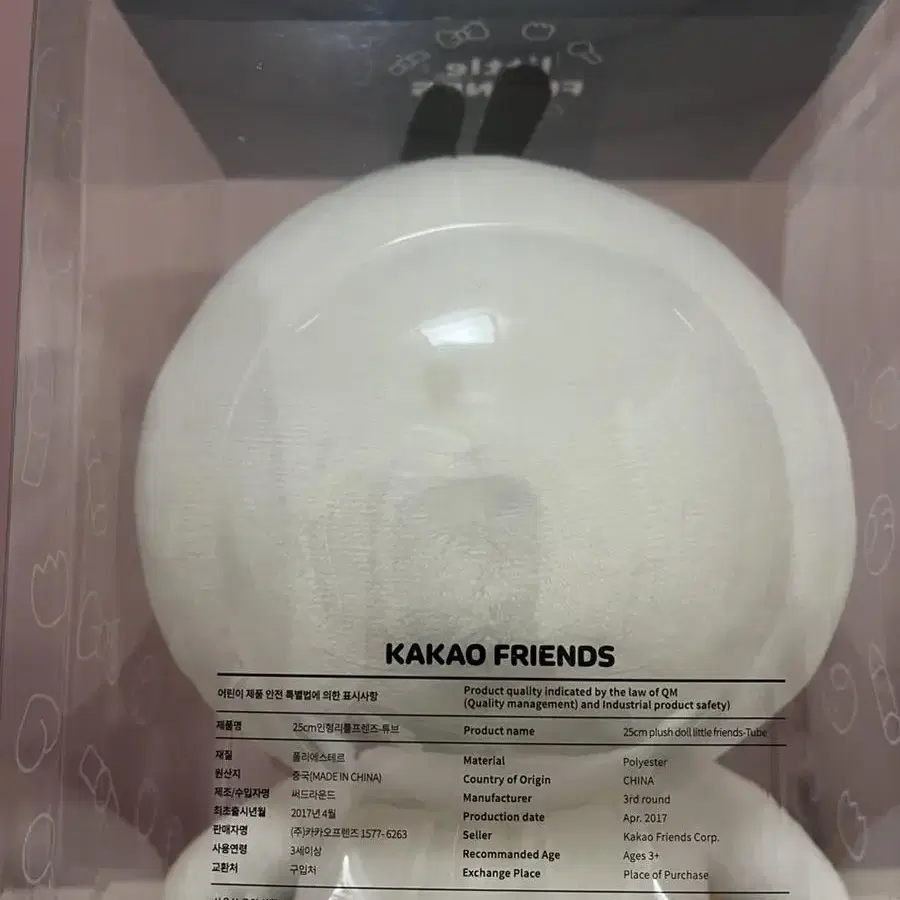 little
FRIENDS
KAKAO FRIENDS
어린이 제품 안전 특별법에 의한 표시사항
Product quality indicated by the law of QM
(Quality management) and Industrial product safety)
제품명 25cm인형리틀프렌즈-튜브 Product name 25cm plush doll little friends-Tube
재질 폴리에스테르 Material Polyester
원산지 중국(MADE IN CHINA) Country of Origin CHINA
제조/수입자명 써드라운드 Manufacturer 3rd round
최초출시년월 2017년 4월 Production date Apr. 2017
판매자명 (주)카카오프렌즈 1577- 6263 Seller Kakao Friends Corp.
사용연령 3세이상 Recommanded Age Ages 3+
교환처 구입처 Exchange Place Place of Purchase